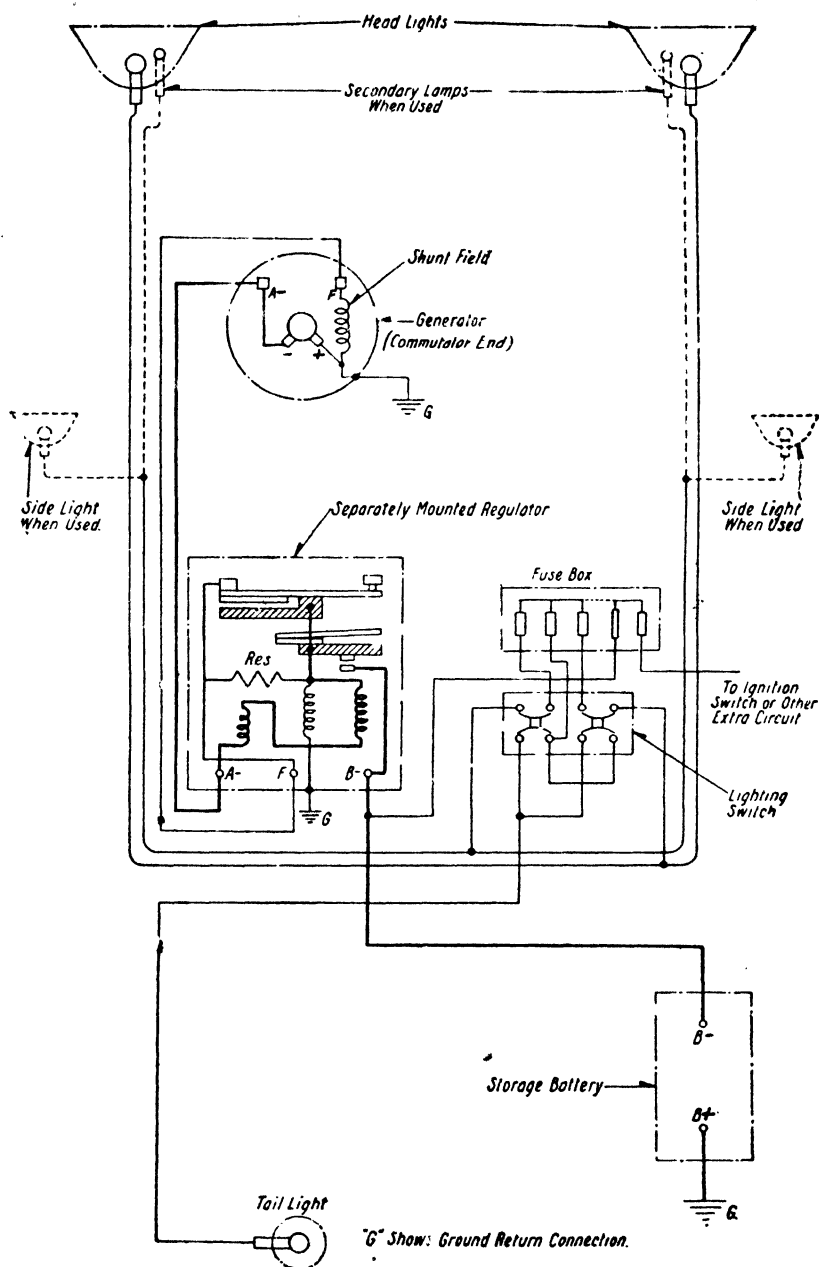 Head Lights
Secondary Lamps
When Used
Shunt Field
A-
F
Generator
(Commutator End)
- +
G
Side Light
When Used.
Side Light
When Used
Separately Mounted Regulator
Fuse Box
Res
To Ignition
Switch or Other
Extra Circuit
A-
F
B-
G
Lighting
Switch
B-
Storage Battery
B+
G.
Tail Light
"G" Shows Ground Return Connection.